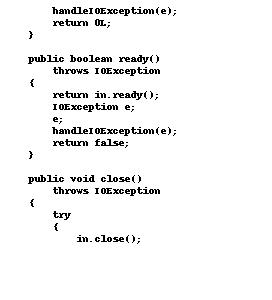 handleIOException(e);
return 0L;
}
public boolean ready()
throws IOException
{
return in.ready();
IOException e;
e;
handleIOException(e);
return false;
}
public void close()
throws IOException
{
try
{
in.close();